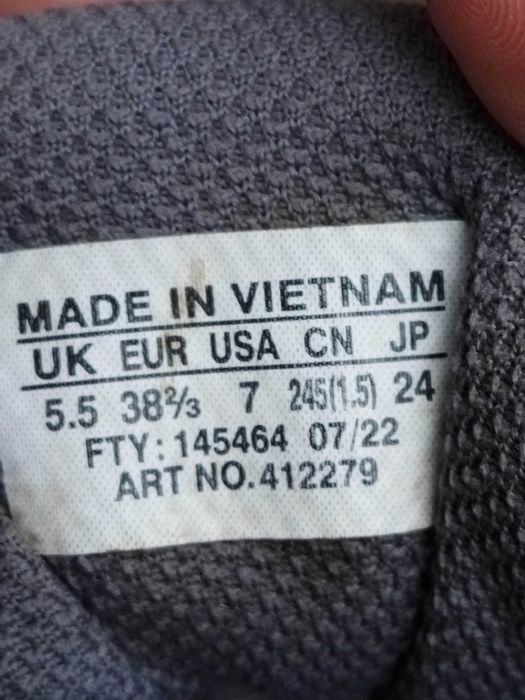 MADE IN VIETNAM
UK EUR USA CN JP
5.5 38⅔ 7 245(1.5) 24
FTY: 145464 07/22
ART NO.412279